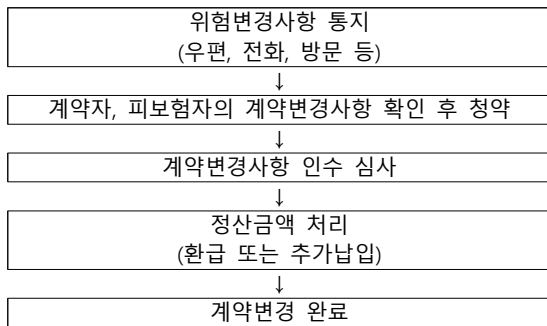 위험변경사항 통지
(우편, 전화, 방문 등)
↓
계약자, 피보험자의 계약변경사항 확인 후 청약
↓
계약변경사항 인수 심사
↓
정산금액 처리
(환급 또는 추가납입)
↓
계약변경 완료